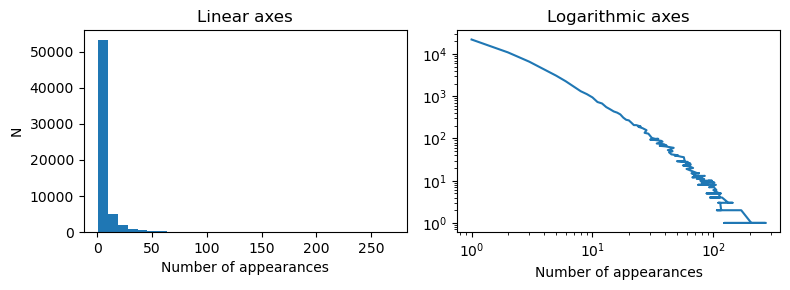 Linear axes
N
50000
40000
30000
20000
10000
0
0 50 100 150 200 250
Number of appearances
Logarithmic axes
10^4
10^3
10^2
10^1
10^0
10^0 10^1 10^2
Number of appearances